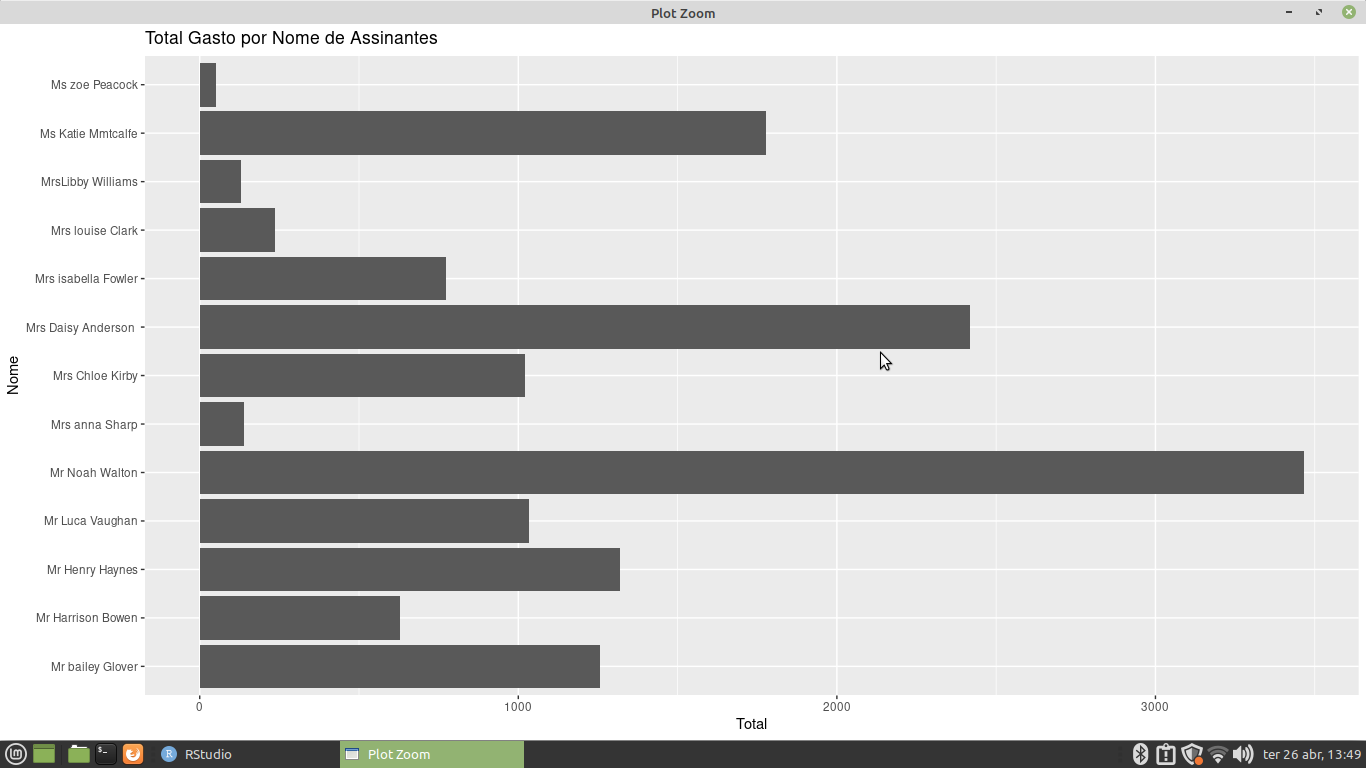 Plot Zoom
Total Gasto por Nome de Assinantes
Ms zoe Peacock
Ms Katie Mmtcalfe
MrsLibby Williams
Mrs louise Clark
Mrs isabella Fowler
Mrs Daisy Anderson
Mrs Chloe Kirby
Mrs anna Sharp
Mr Noah Walton
Mr Luca Vaughan
Mr Henry Haynes
Mr Harrison Bowen
Mr bailey Glover
Nome
0 1000 2000 3000
Total
RStudio Plot Zoom ter 26 abr, 13:49